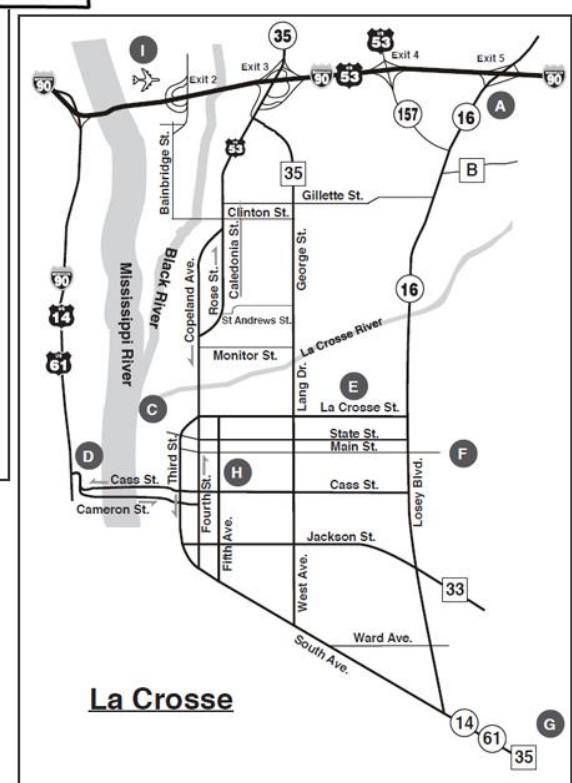 I
53
35
Exit 4
Exit 3
Exit 5
90
Exit 2
90
53
90
A
157
16
Bainbridge St.
53
35
B
Gillette St.
Clinton St.
Caledonia St.
George St.
Black River
Copeland Ave.
Rose St.
90
Mississippi River
16
14
St Andrews St.
La Crosse River
61
Monitor St.
Lang Dr.
E
C
La Crosse St.
State St.
Third St.
Main St.
F
D
H
Cass St.
Cass St.
Losey Blvd.
Cameron St.
Fourth St.
Fifth Ave.
Jackson St.
West Ave.
33
South Ave.
Ward Ave.
La Crosse
14
61
35
G